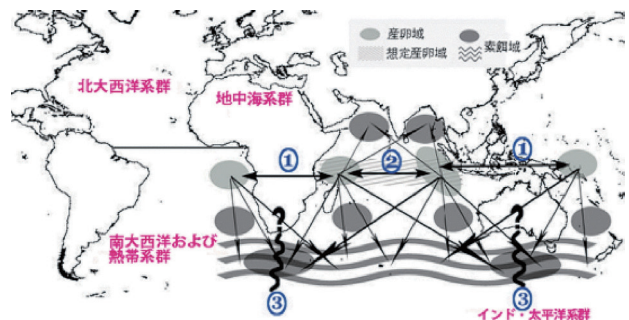 産卵域
索餌域
想定産卵域
北大西洋系群
地中海系群
①
②
①
?
?
南大西洋および
熱帯系群
③
③
インド・太平洋系群